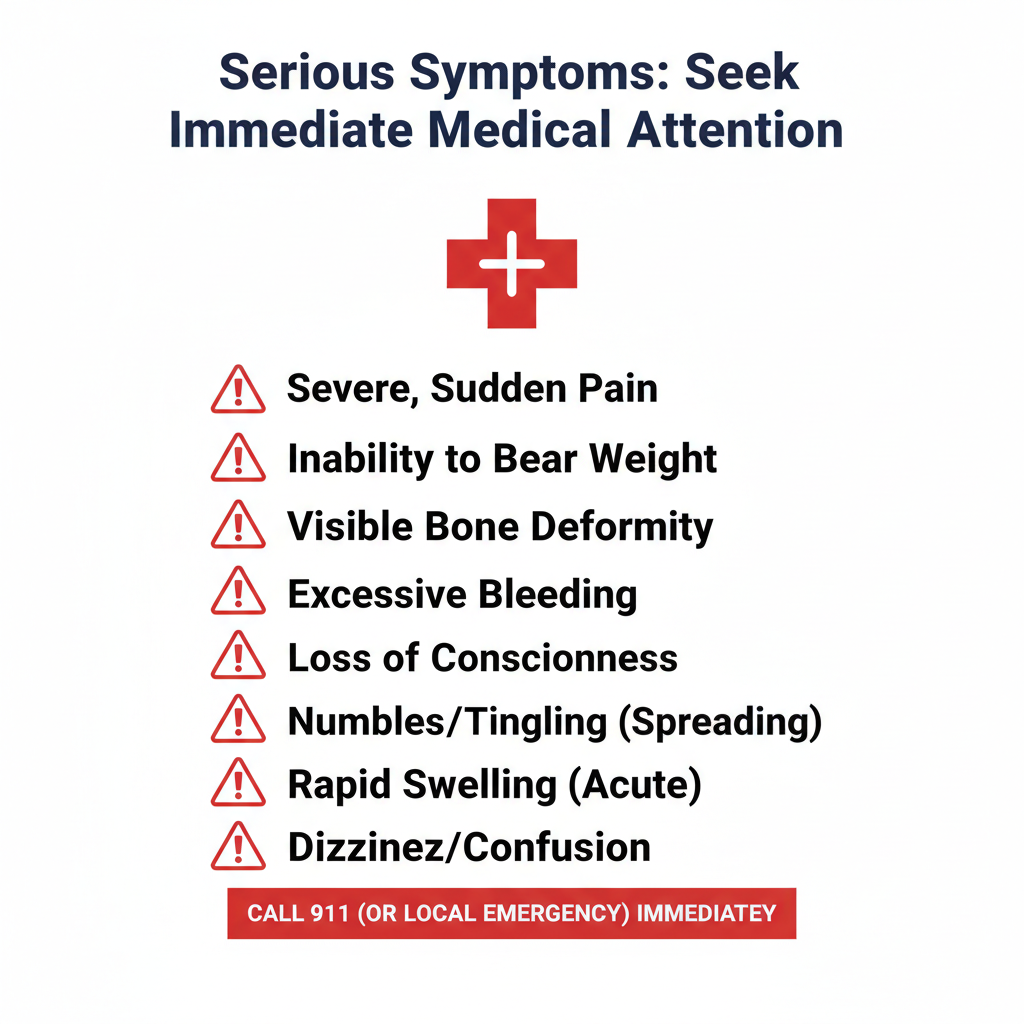 Serious Symptoms: Seek
Immediate Medical Attention
Severe, Sudden Pain
Inability to Bear Weight
Visible Bone Deformity
Excessive Bleeding
Loss of Conscionness
Numbles/Tingling (Spreading)
Rapid Swelling (Acute)
Dizzinez/Confusion
CALL 911 (OR LOCAL EMERGENCY) IMMEDIATEY